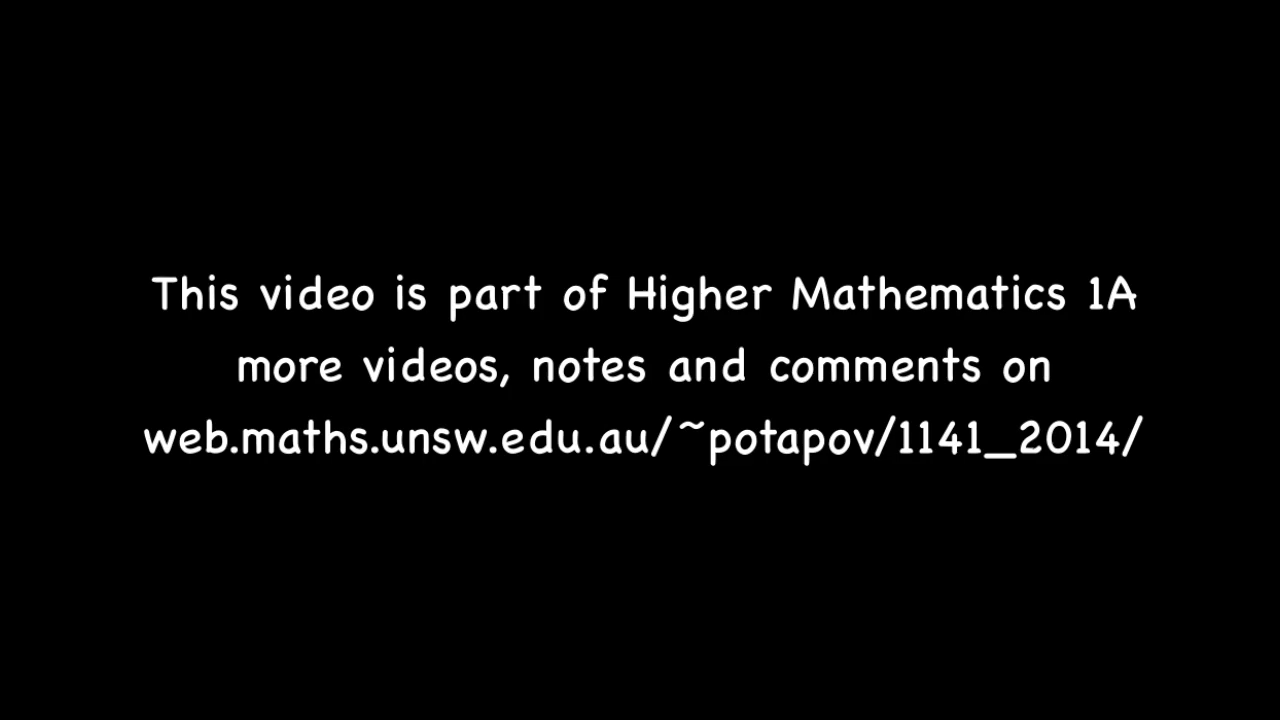 This video is part of Higher Mathematics 1A
more videos, notes and comments on
web.maths.unsw.edu.au/~potapov/1141_2014/